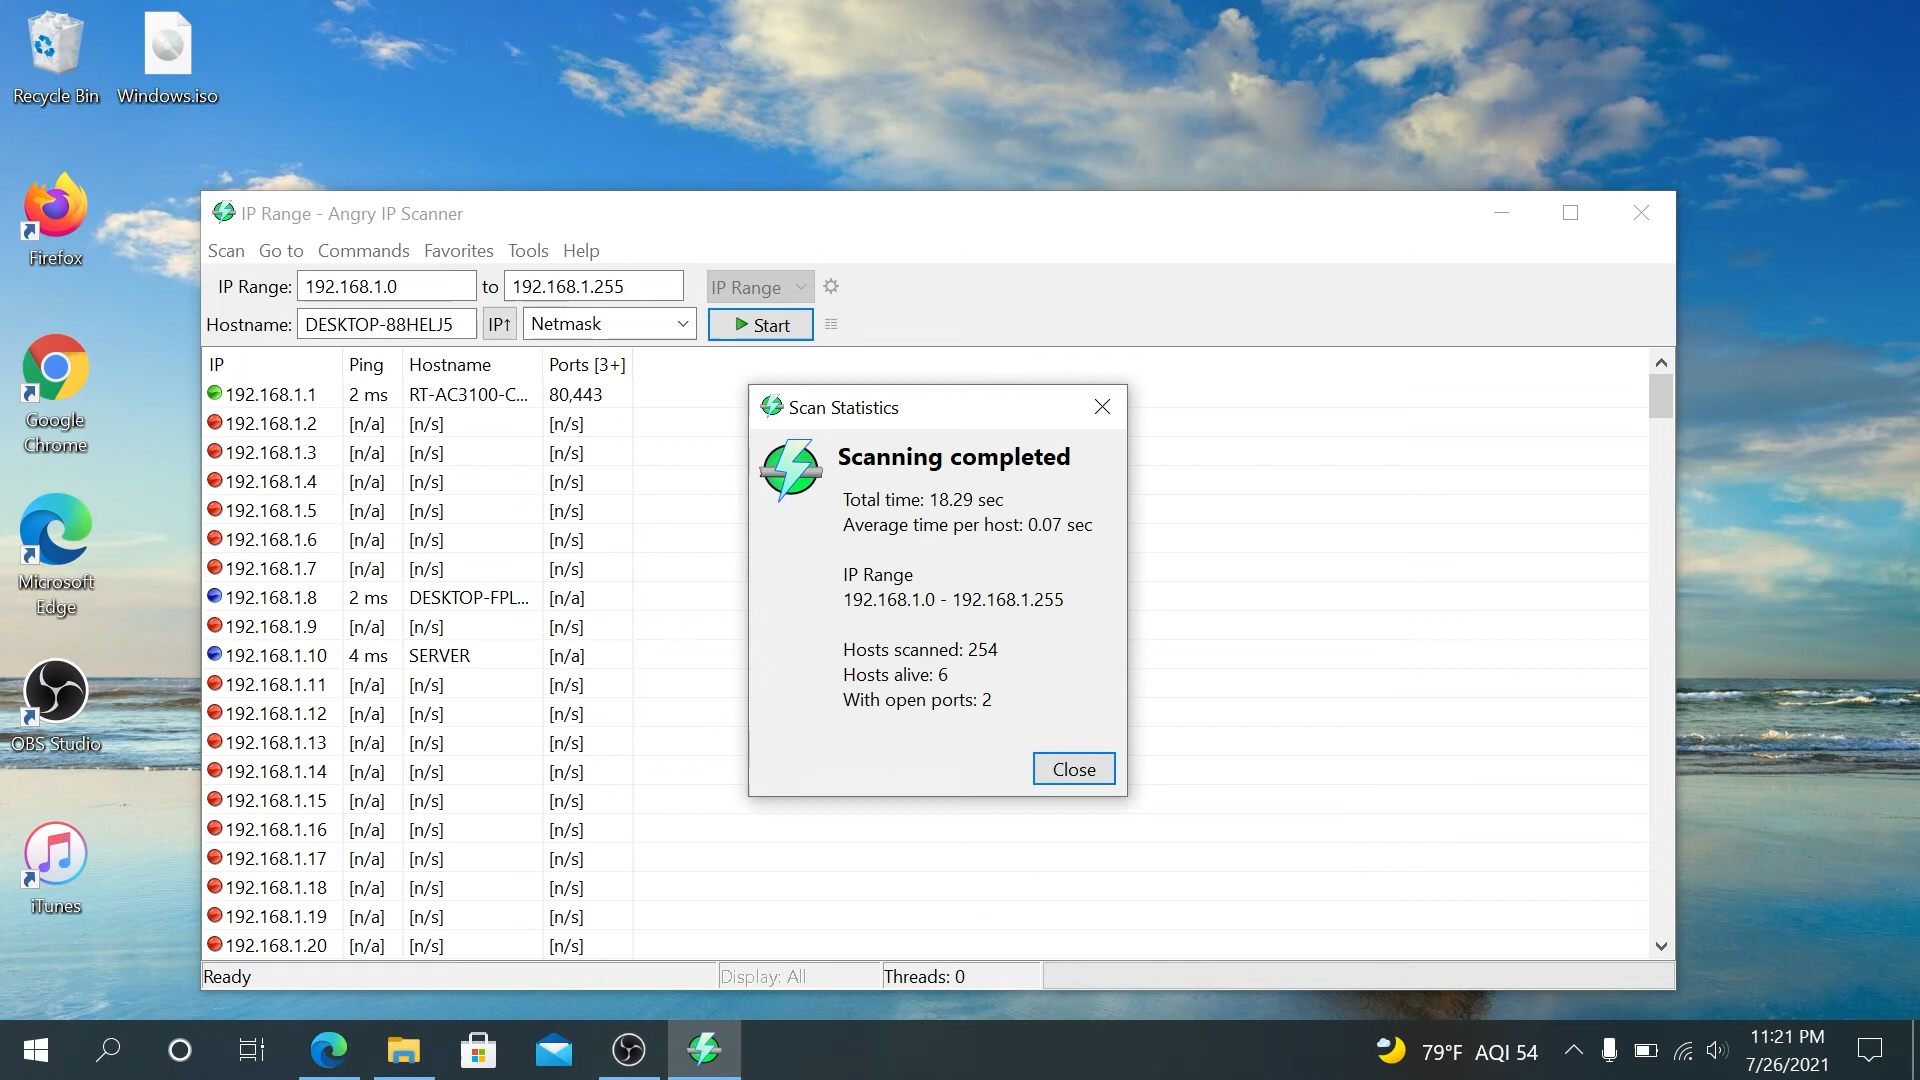 Recycle Bin
Windows.iso
Firefox
Google
Chrome
Microsoft
Edge
OBS Studio
iTunes
IP Range - Angry IP Scanner
Scan Go to Commands Favorites Tools Help
IP Range: 192.168.1.0 to 192.168.1.255 IP Range
Hostname: DESKTOP-88HELJ5 IP↑ Netmask Start
IP Ping Hostname Ports [3+]
192.168.1.1 2 ms RT-AC3100-C... 80,443
192.168.1.2 [n/a] [n/s] [n/s]
192.168.1.3 [n/a] [n/s] [n/s]
192.168.1.4 [n/a] [n/s] [n/s]
192.168.1.5 [n/a] [n/s] [n/s]
192.168.1.6 [n/a] [n/s] [n/s]
192.168.1.7 [n/a] [n/s] [n/s]
192.168.1.8 2 ms DESKTOP-FPL... [n/a]
192.168.1.9 [n/a] [n/s] [n/s]
192.168.1.10 4 ms SERVER [n/a]
192.168.1.11 [n/a] [n/s] [n/s]
192.168.1.12 [n/a] [n/s] [n/s]
192.168.1.13 [n/a] [n/s] [n/s]
192.168.1.14 [n/a] [n/s] [n/s]
192.168.1.15 [n/a] [n/s] [n/s]
192.168.1.16 [n/a] [n/s] [n/s]
192.168.1.17 [n/a] [n/s] [n/s]
192.168.1.18 [n/a] [n/s] [n/s]
192.168.1.19 [n/a] [n/s] [n/s]
192.168.1.20 [n/a] [n/s] [n/s]
Scan Statistics
Scanning completed
Total time: 18.29 sec
Average time per host: 0.07 sec
IP Range
192.168.1.0 - 192.168.1.255
Hosts scanned: 254
Hosts alive: 6
With open ports: 2
Close
Ready Display: All Threads: 0
79°F AQI 54
11:21 PM
7/26/2021